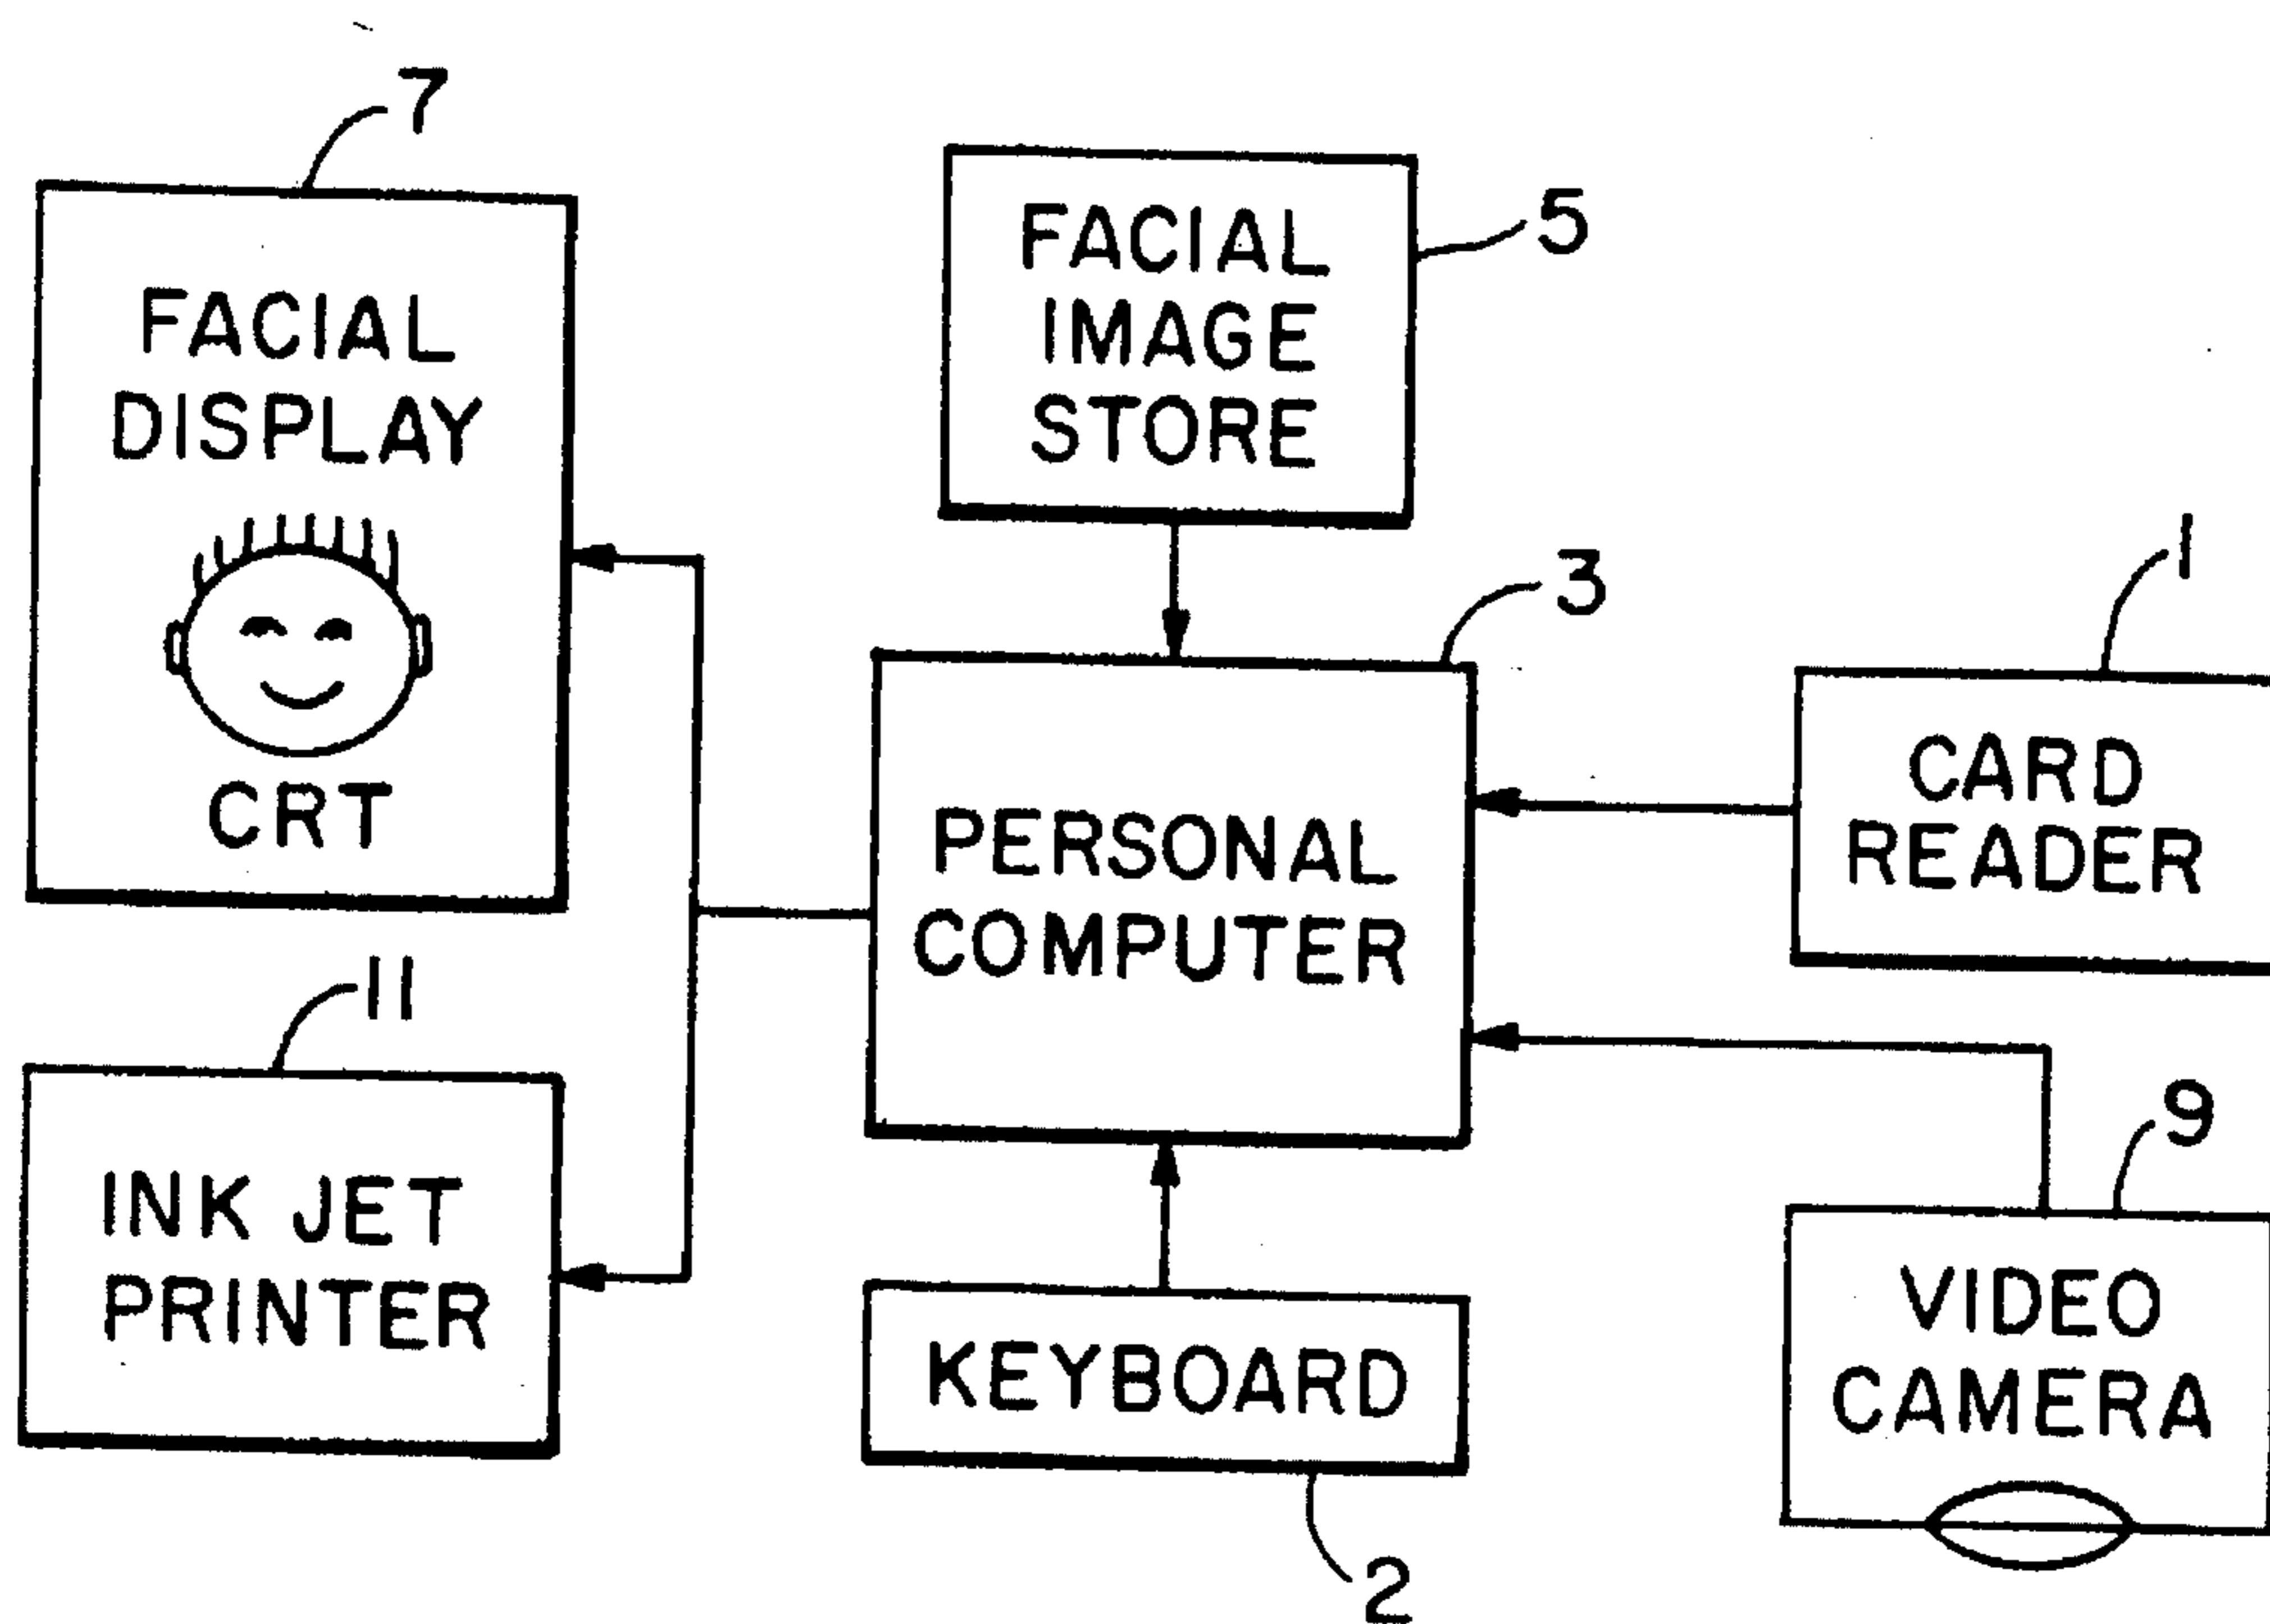 7
FACIAL
DISPLAY
CRT
FACIAL
IMAGE
STORE
5
3
PERSONAL
COMPUTER
1
CARD
READER
11
INK JET
PRINTER
KEYBOARD
2
9
VIDEO
CAMERA